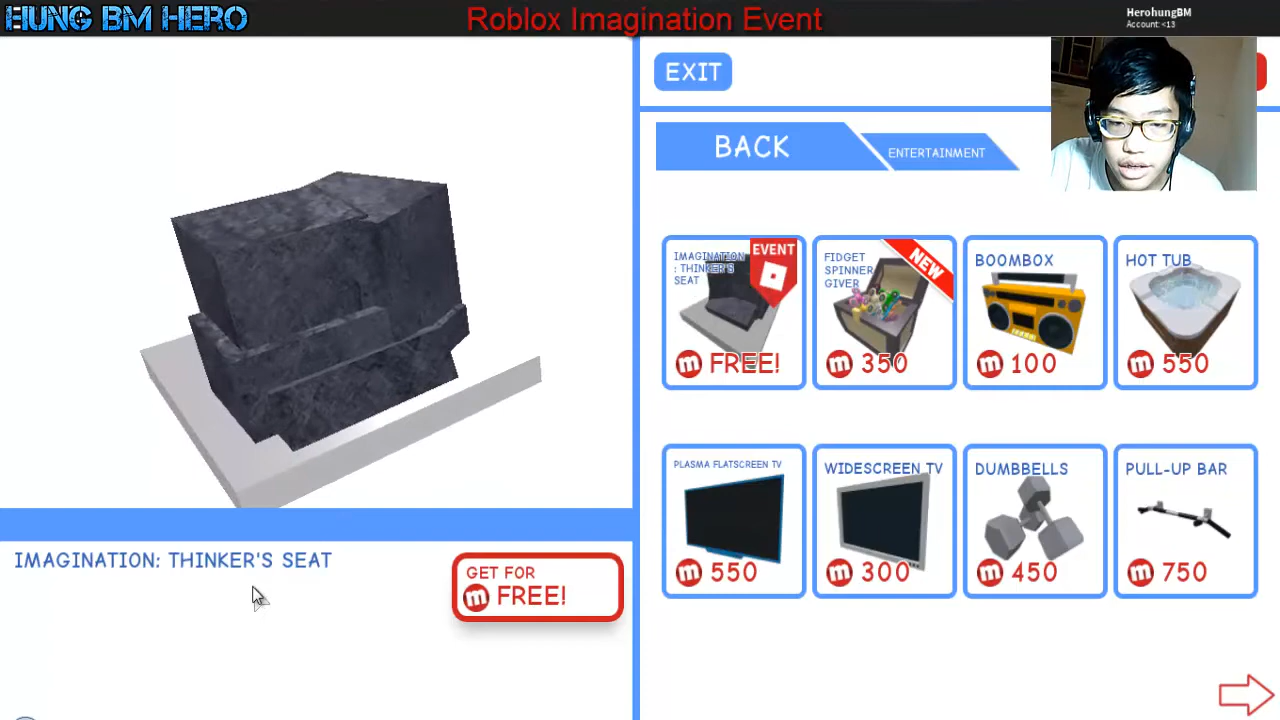 HUNG BM HERO
Roblox Imagination Event
HerohungBM
Account: <13
EXIT
BACK
ENTERTAINMENT
IMAGINATION
: THINKER'S
SEAT
EVENT
m FREE!
FIDGET
SPINNER
GIVER
NEW
m 350
BOOMBOX
m 100
HOT TUB
m 550
PLASMA FLATSCREEN TV
m 550
WIDESCREEN TV
m 300
DUMBBELLS
m 450
PULL-UP BAR
m 750
IMAGINATION: THINKER'S SEAT
GET FOR
m FREE!